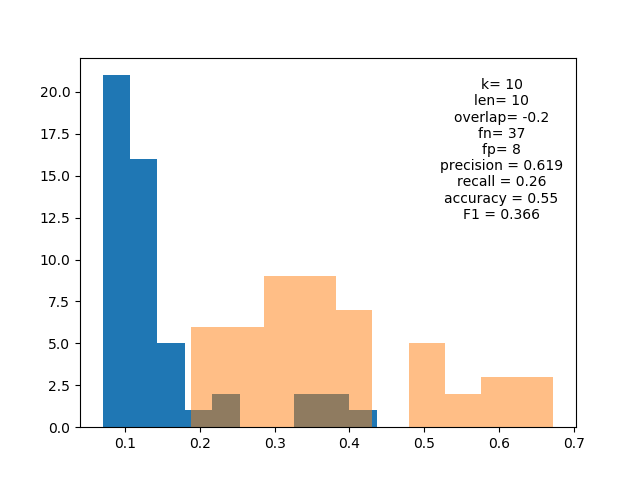 20.0
17.5
15.0
12.5
10.0
7.5
5.0
2.5
0.0
k= 10
len= 10
overlap= -0.2
fn= 37
fp= 8
precision = 0.619
recall = 0.26
accuracy = 0.55
F1 = 0.366
0.1 0.2 0.3 0.4 0.5 0.6 0.7